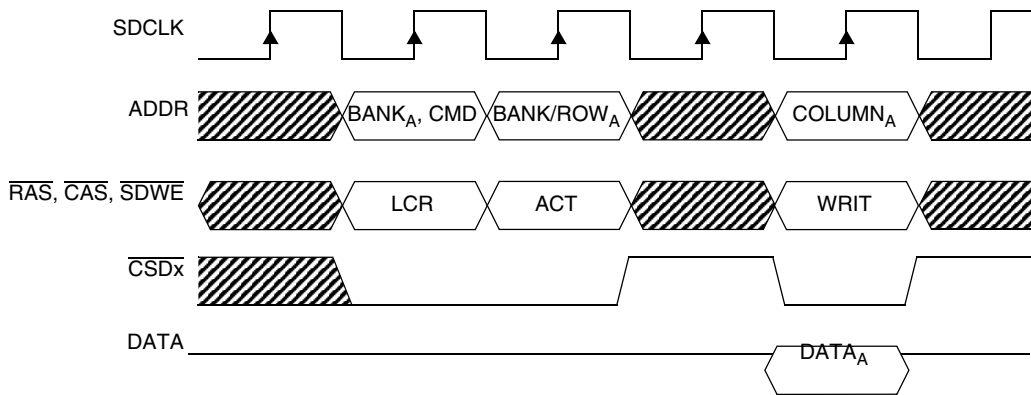 SDCLK
ADDR BANKA, CMD BANK/ROWA COLUMNA
RAS, CAS, SDWE LCR ACT WRIT
CSDx
DATA DATAA